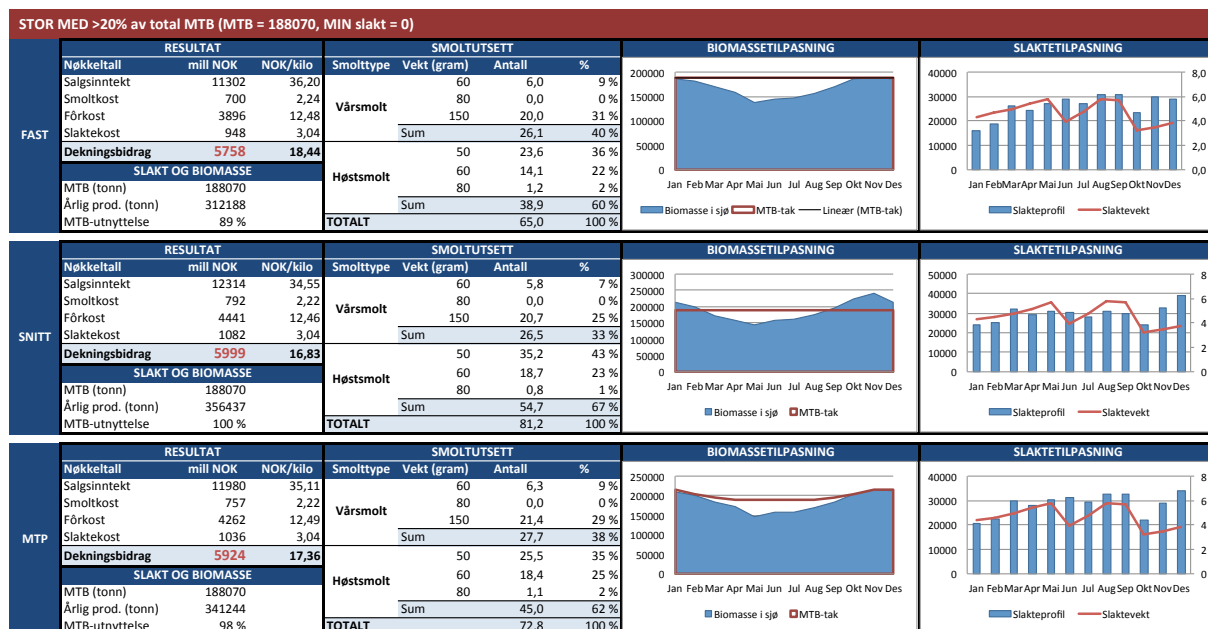 STOR MED >20% av total MTB (MTB = 188070, MIN slakt = 0)
FAST
RESULTAT
Nøkkeltall mill NOK NOK/kilo
Salgsinntekt 11302 36,20
Smoltkost 700 2,24
Fôrkost 3896 12,48
Slaktekost 948 3,04
Dekningsbidrag 5758 18,44
SLAKT OG BIOMASSE
MTB (tonn) 188070
Årlig prod. (tonn) 312188
MTB-utnyttelse 89 %
SMOLTUTSETT
Smolttype Vekt (gram) Antall %
Vårsmolt
60 6,0 9 %
80 0,0 0 %
150 20,0 31 %
Sum 26,1 40 %
Høstsmolt
50 23,6 36 %
60 14,1 22 %
80 1,2 2 %
Sum 38,9 60 %
TOTALT 65,0 100 %
BIOMASSETILPASNING
200000
150000
100000
50000
0
Jan Feb Mar Apr Mai Jun Jul Aug Sep Okt Nov Des
Biomasse i sjø MTB-tak Lineær (MTB-tak)
SLAKTETILPASNING
40000 8,0
30000 6,0
20000 4,0
10000 2,0
0 0,0
Jan Feb Mar Apr Mai Jun Jul Aug Sep Okt Nov Des
Slakteprofil Slaktevekt
SNITT
RESULTAT
Nøkkeltall mill NOK NOK/kilo
Salgsinntekt 12314 34,55
Smoltkost 792 2,22
Fôrkost 4441 12,46
Slaktekost 1082 3,04
Dekningsbidrag 5999 16,83
SLAKT OG BIOMASSE
MTB (tonn) 188070
Årlig prod. (tonn) 356437
MTB-utnyttelse 100 %
SMOLTUTSETT
Smolttype Vekt (gram) Antall %
Vårsmolt
60 5,8 7 %
80 0,0 0 %
150 20,7 25 %
Sum 26,5 33 %
Høstsmolt
50 35,2 43 %
60 18,7 23 %
80 0,8 1 %
Sum 54,7 67 %
TOTALT 81,2 100 %
BIOMASSETILPASNING
300000
250000
200000
150000
100000
50000
0
Jan Feb Mar Apr Mai Jun Jul Aug Sep Okt Nov Des
Biomasse i sjø MTB-tak
SLAKTETILPASNING
50000 8
40000 6
30000 4
20000 2
10000 0
0
Jan Feb Mar Apr Mai Jun Jul Aug Sep Okt Nov Des
Slakteprofil Slaktevekt
MTP
RESULTAT
Nøkkeltall mill NOK NOK/kilo
Salgsinntekt 11980 35,11
Smoltkost 757 2,22
Fôrkost 4262 12,49
Slaktekost 1036 3,04
Dekningsbidrag 5924 17,36
SLAKT OG BIOMASSE
MTB (tonn) 188070
Årlig prod. (tonn) 341244
MTB-utnyttelse 98 %
SMOLTUTSETT
Smolttype Vekt (gram) Antall %
Vårsmolt
60 6,3 9 %
80 0,0 0 %
150 21,4 29 %
Sum 27,7 38 %
Høstsmolt
50 25,5 35 %
60 18,4 25 %
80 1,1 2 %
Sum 45,0 62 %
TOTALT 72,8 100 %
BIOMASSETILPASNING
250000
200000
150000
100000
50000
0
Jan Feb Mar Apr Mai Jun Jul Aug Sep Okt Nov Des
Biomasse i sjø MTB-tak
SLAKTETILPASNING
40000 8
30000 6
20000 4
10000 2
0 0
Jan Feb Mar Apr Mai Jun Jul Aug Sep Okt Nov Des
Slakteprofil Slaktevekt